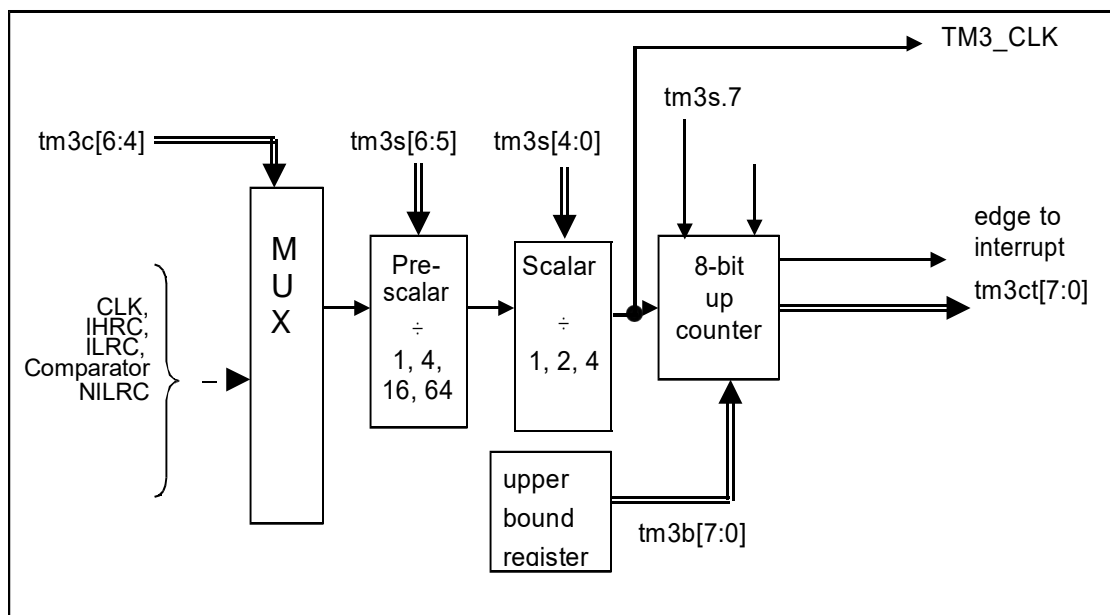 TM3_CLK
tm3s.7
tm3c[6:4]
tm3s[6:5]
tm3s[4:0]
M
U
X
CLK,
IHRC,
ILRC,
Comparator
NILRC
Pre-
scalar
÷
1, 4,
16, 64
Scalar
÷
1, 2, 4
8-bit
up
counter
edge to
interrupt
tm3ct[7:0]
upper
bound
register
tm3b[7:0]